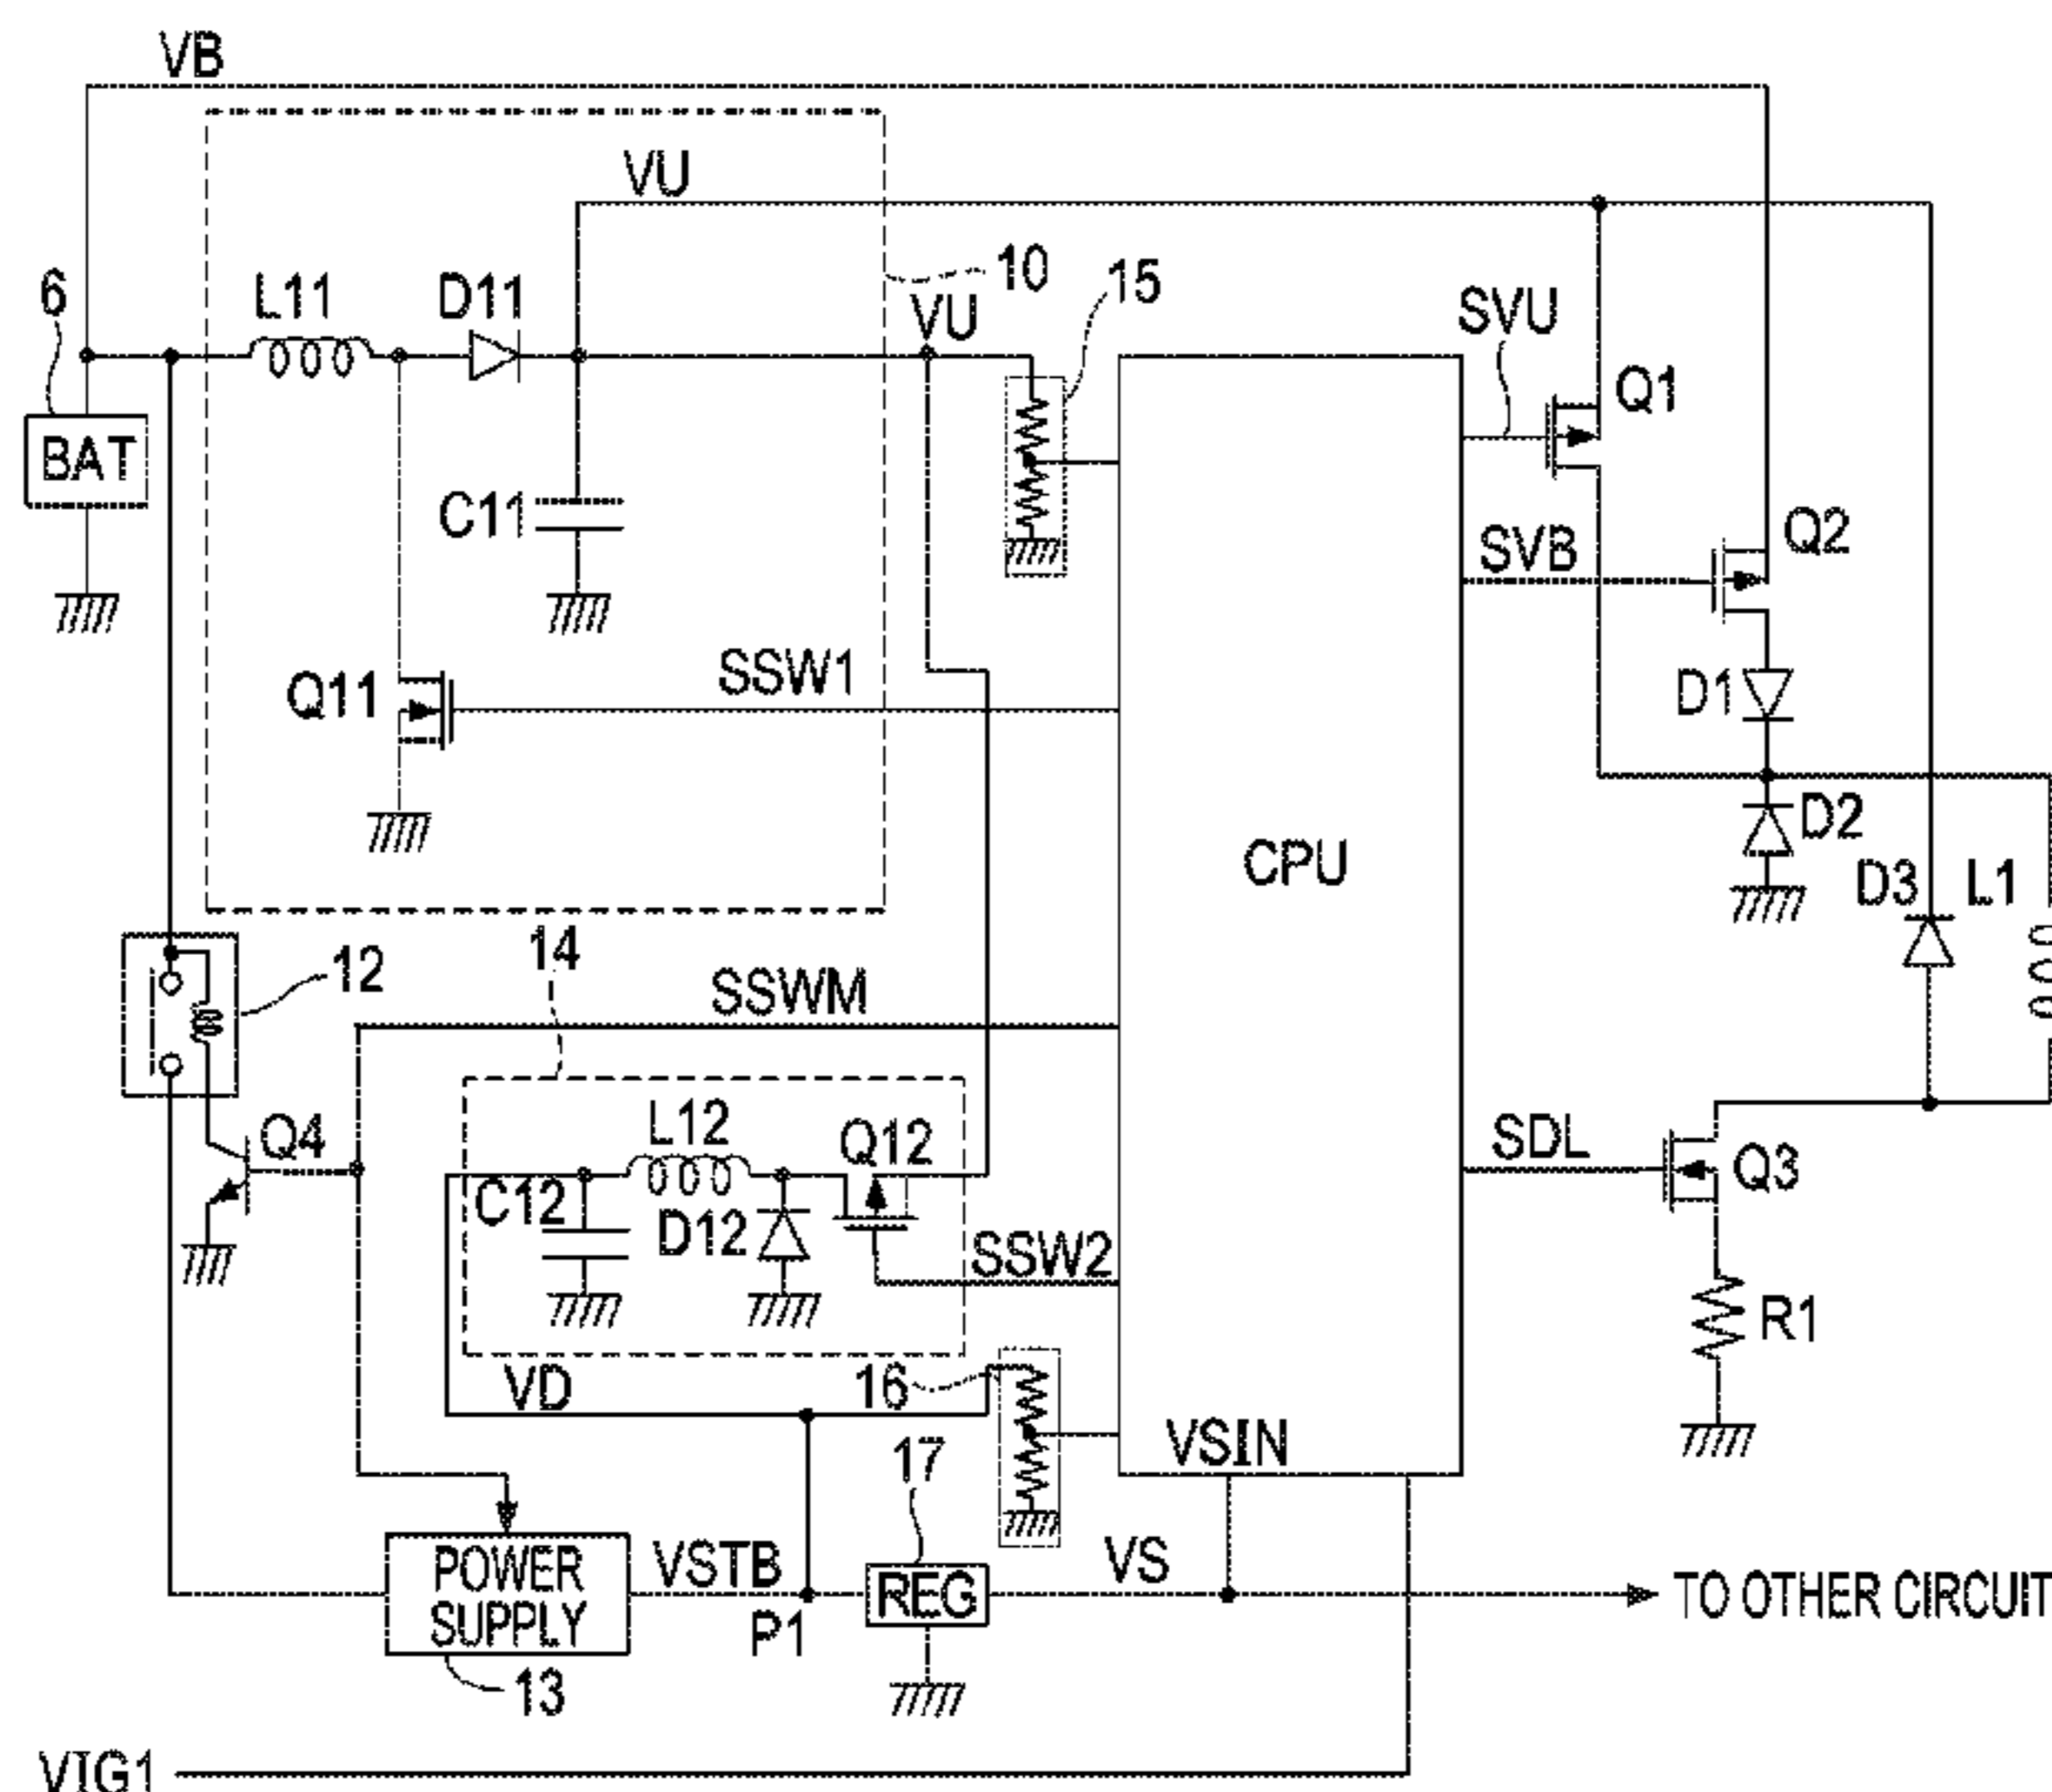 VB
VU
6
L11
D11
10
VU
15
SVU
Q1
BAT
C11
SVB
Q2
Q11
SSW1
D1
CPU
D2
D3
L1
14
12
SSWM
Q4
L12
Q12
C12
D12
SSW2
SDL
Q3
R1
VD
16
17
VSIN
POWER
SUPPLY
VSTB
P1
REG
VS
TO OTHER CIRCUIT
13
VIG1